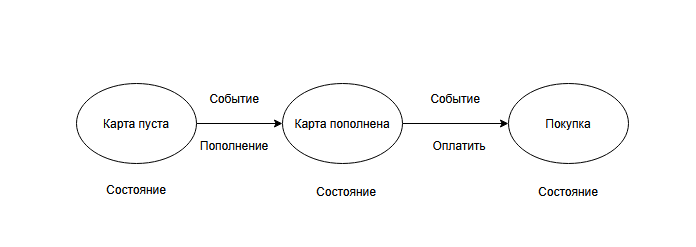 Событие
Событие
Карта пуста
Карта пополнена
Покупка
Пополнение
Оплатить
Состояние
Состояние
Состояние